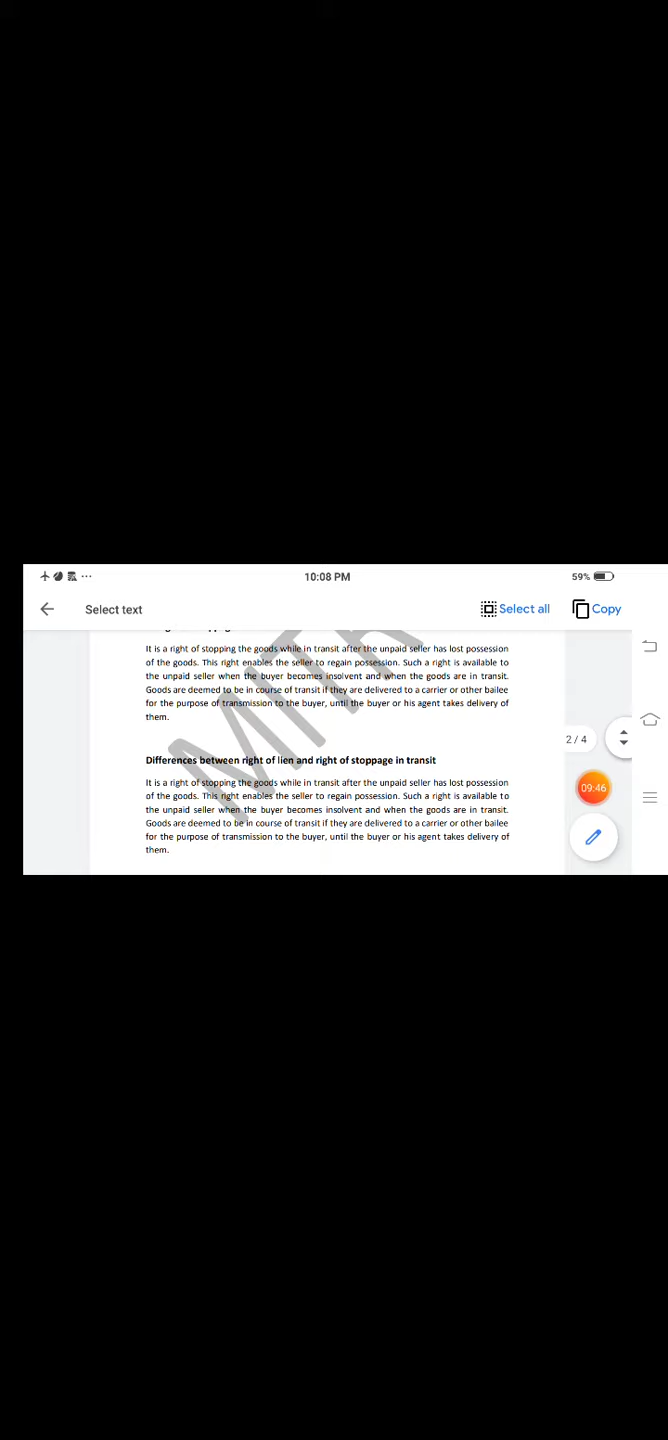 10:08 PM
59%
Select text
Select all
Copy
It is a right of stopping the goods while in transit after the unpaid seller has lost possession
of the goods. This right enables the seller to regain possession. Such a right is available to
the unpaid seller when the buyer becomes insolvent and when the goods are in transit.
Goods are deemed to be in course of transit if they are delivered to a carrier or other bailee
for the purpose of transmission to the buyer, until the buyer or his agent takes delivery of
them.
2 / 4
Differences between right of lien and right of stoppage in transit
09:46
It is a right of stopping the goods while in transit after the unpaid seller has lost possession
of the goods. This right enables the seller to regain possession. Such a right is available to
the unpaid seller when the buyer becomes insolvent and when the goods are in transit.
Goods are deemed to be in course of transit if they are delivered to a carrier or other bailee
for the purpose of transmission to the buyer, until the buyer or his agent takes delivery of
them.